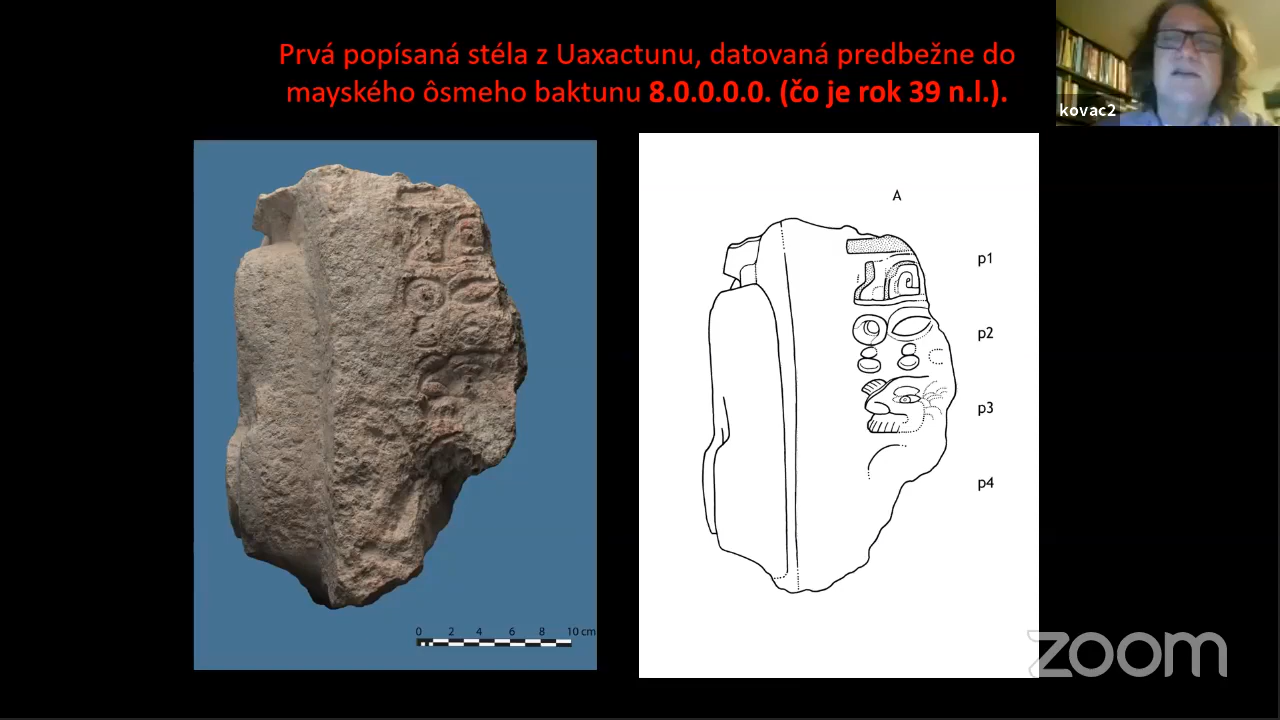 Prvá popísaná stéla z Uaxactunu, datovaná predbežne do
mayského ôsmeho baktunu 8.0.0.0.0. (čo je rok 39 n.l.).
kovac2
A
p1
p2
p3
p4
0 2 4 6 8 10 cm
zoom